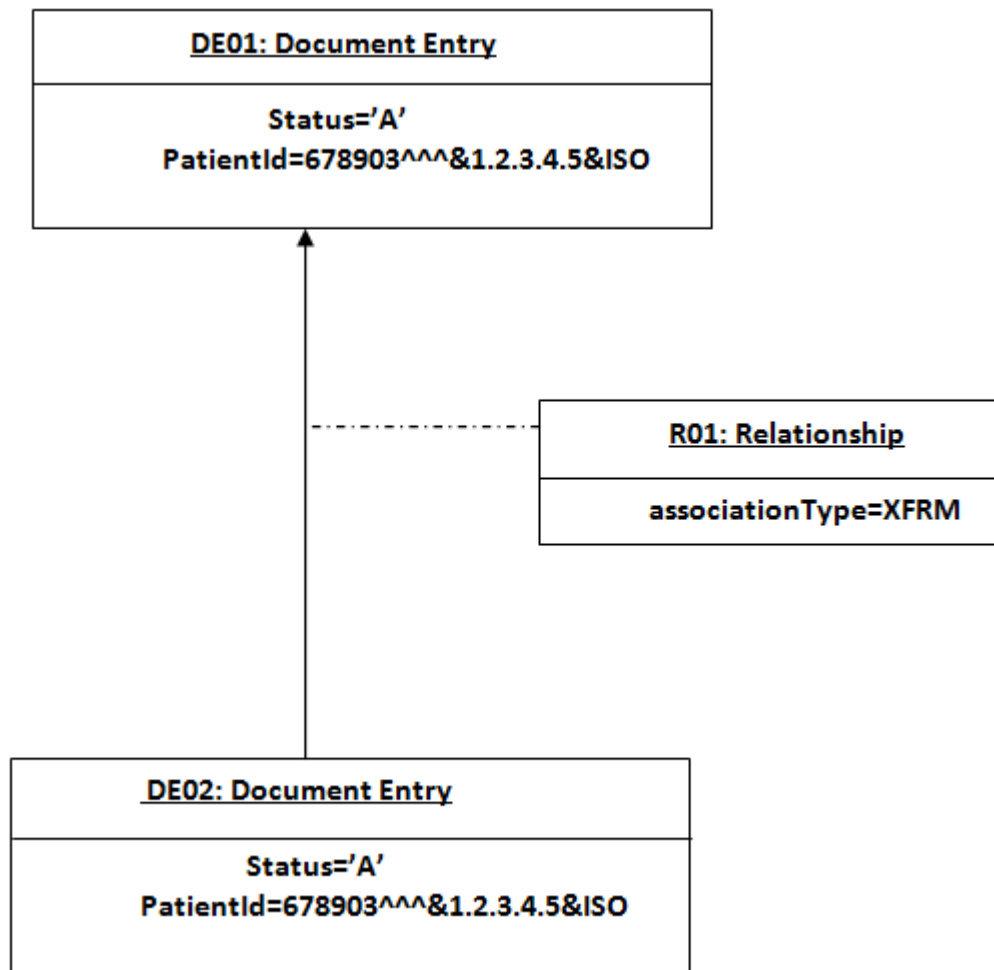 DE01: Document Entry
Status=’A’
PatientId=678903^^^&1.2.3.4.5&ISO
R01: Relationship
associationType=XFRM
DE02: Document Entry
Status=’A’
PatientId=678903^^^&1.2.3.4.5&ISO